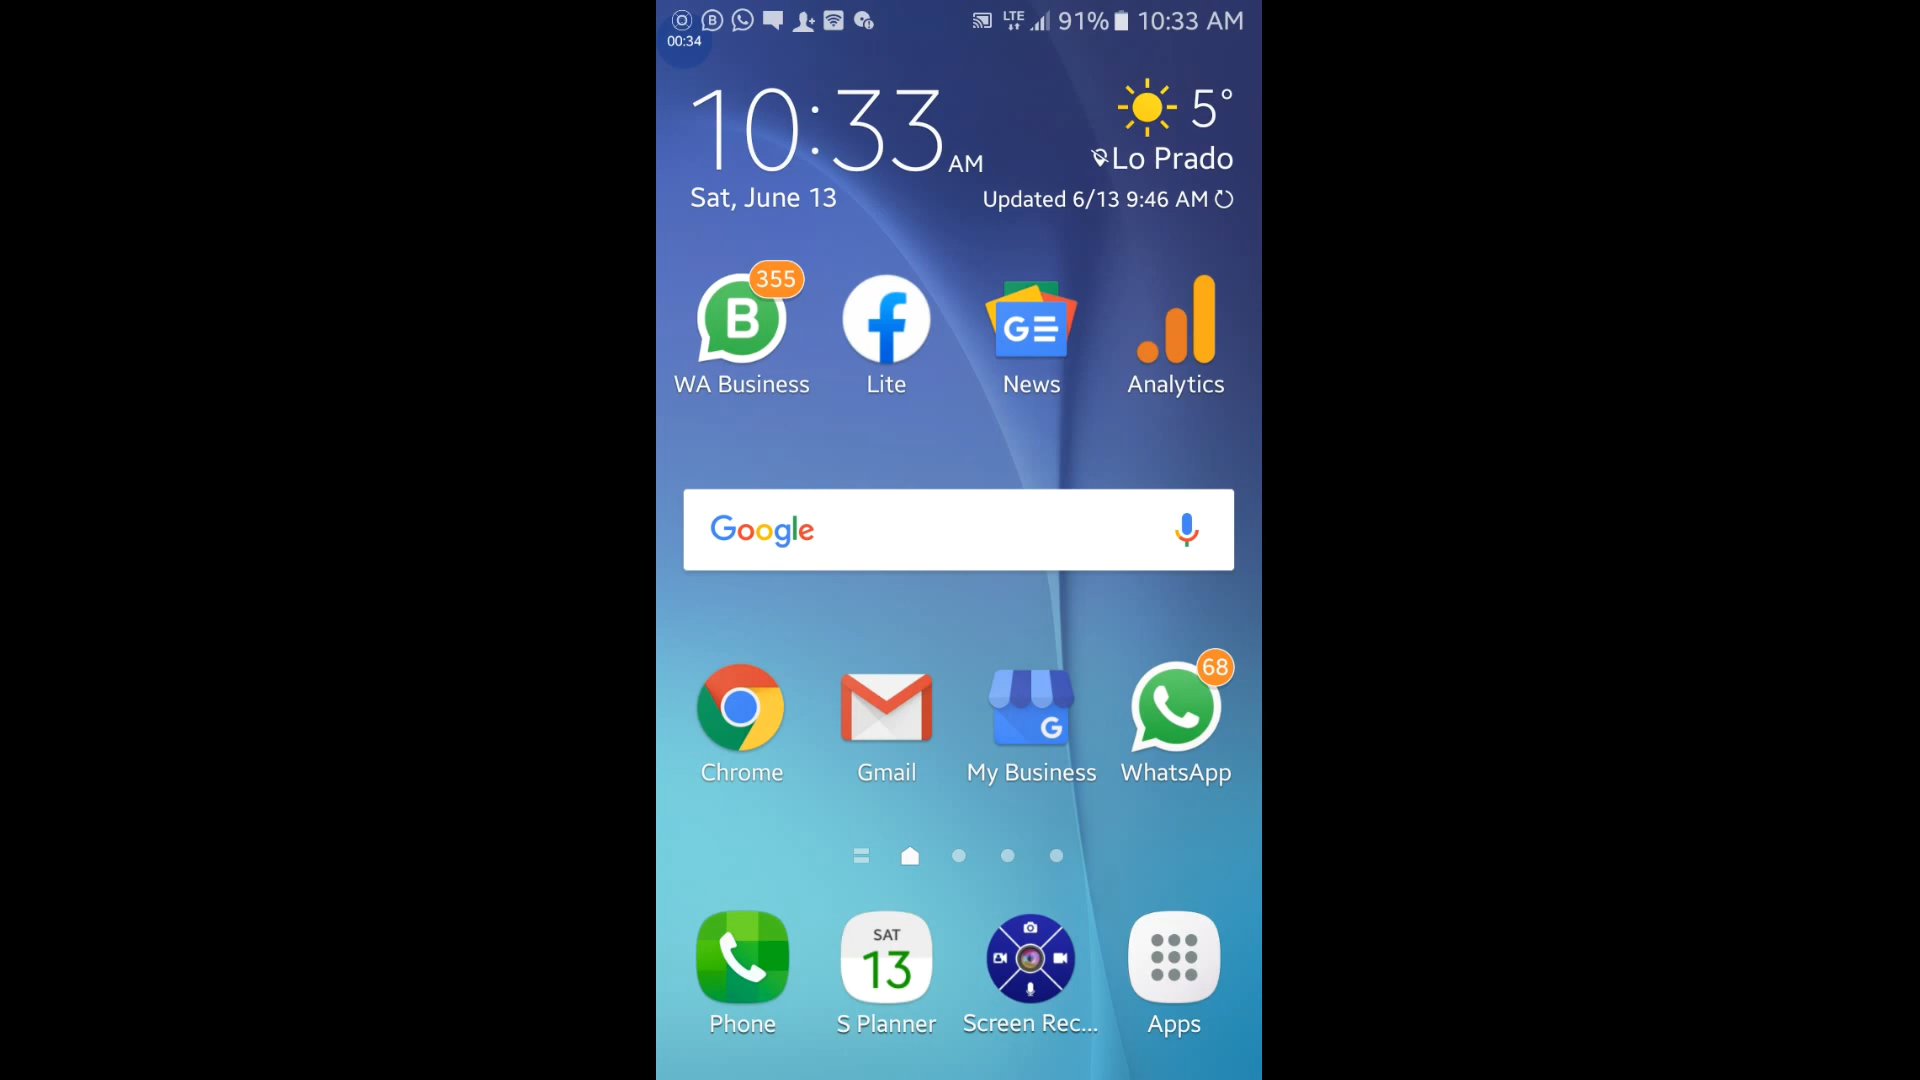 LTE 91% 10:33 AM
00:34
10:33 AM
5°
Lo Prado
Sat, June 13
Updated 6/13 9:46 AM
355
B
WA Business
Lite
G
News
Analytics
Google
68
Chrome
Gmail
G
My Business
WhatsApp
SAT
13
Phone
S Planner
Screen Rec...
Apps